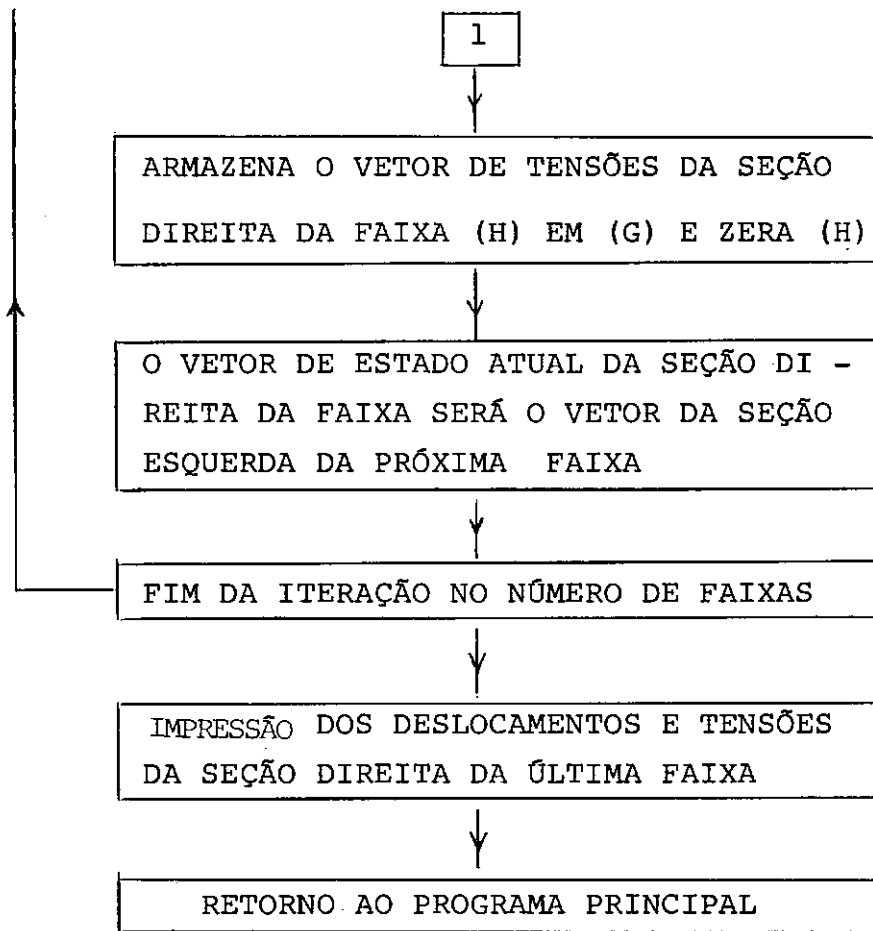 1
ARMAZENA O VETOR DE TENSÕES DA SEÇÃO
DIREITA DA FAIXA (H) EM (G) E ZERA (H)
O VETOR DE ESTADO ATUAL DA SEÇÃO DI -
REITA DA FAIXA SERÁ O VETOR DA SEÇÃO
ESQUERDA DA PRÓXIMA FAIXA
FIM DA ITERAÇÃO NO NÚMERO DE FAIXAS
IMPRESSÃO DOS DESLOCAMENTOS E TENSÕES
DA SEÇÃO DIREITA DA ÚLTIMA FAIXA
RETORNO AO PROGRAMA PRINCIPAL